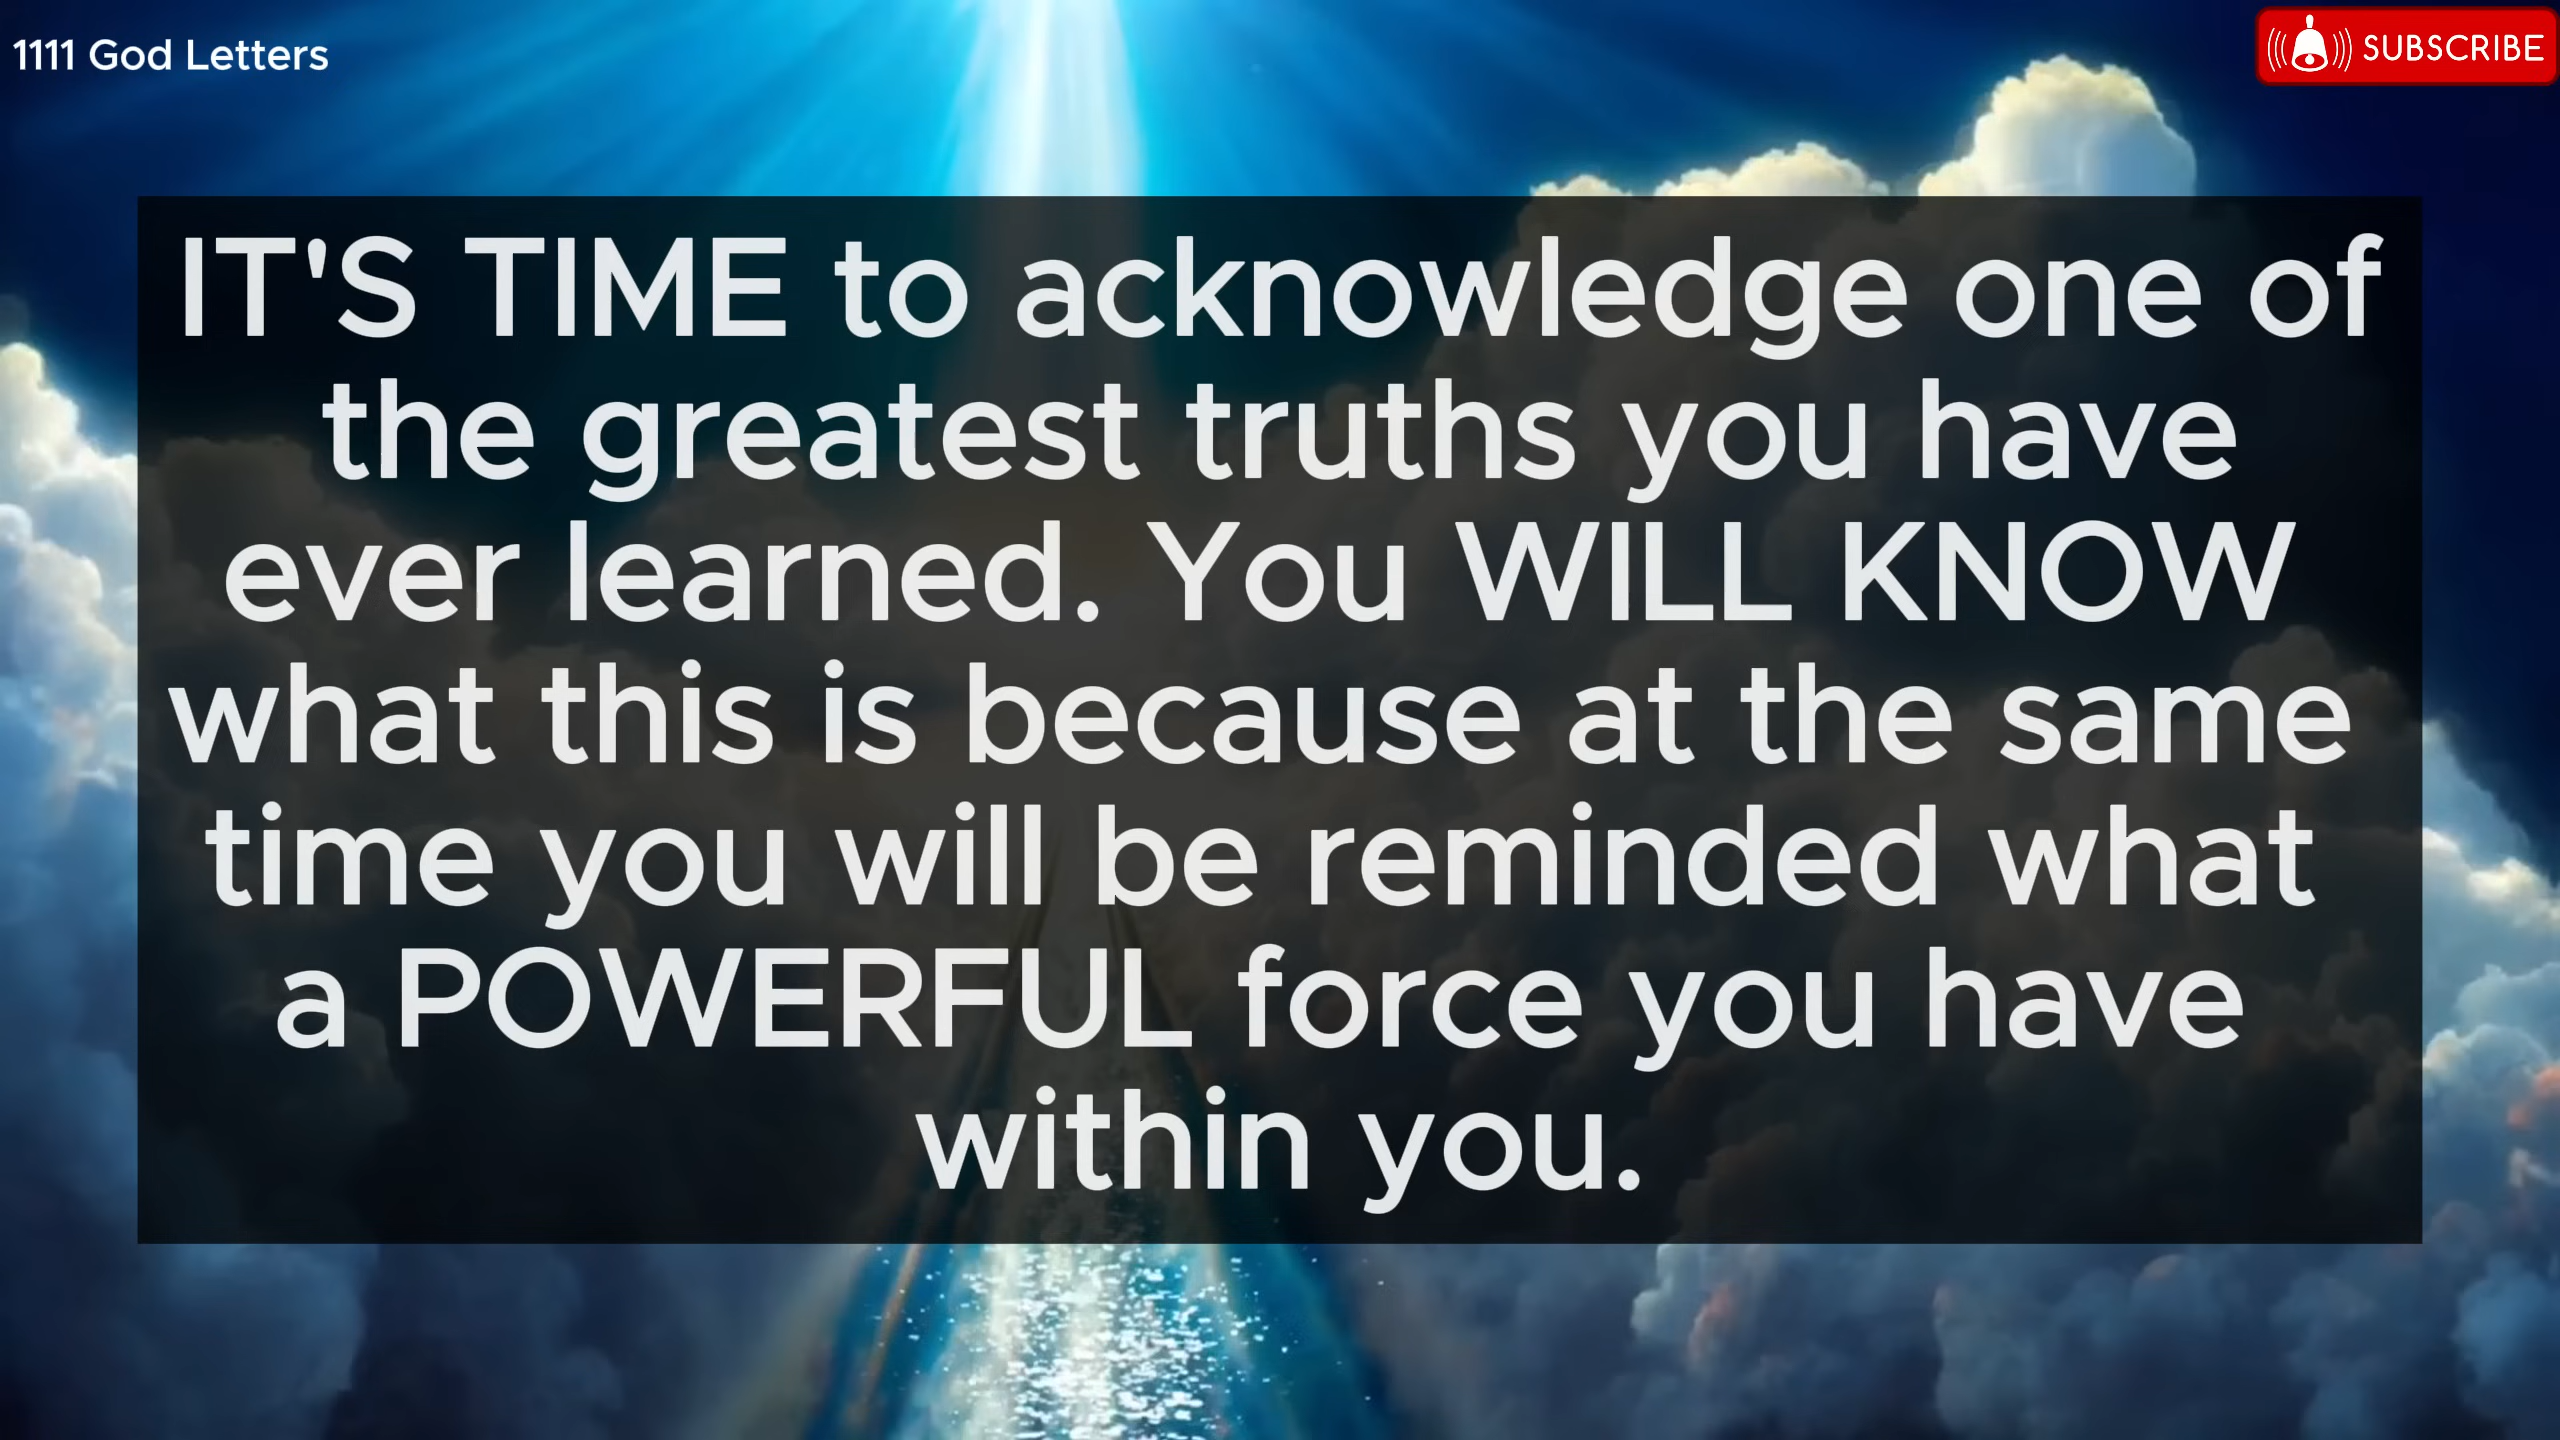 1111 God Letters
SUBSCRIBE
IT'S TIME to acknowledge one of
the greatest truths you have
ever learned. You WILL KNOW
what this is because at the same
time you will be reminded what
a POWERFUL force you have
within you.